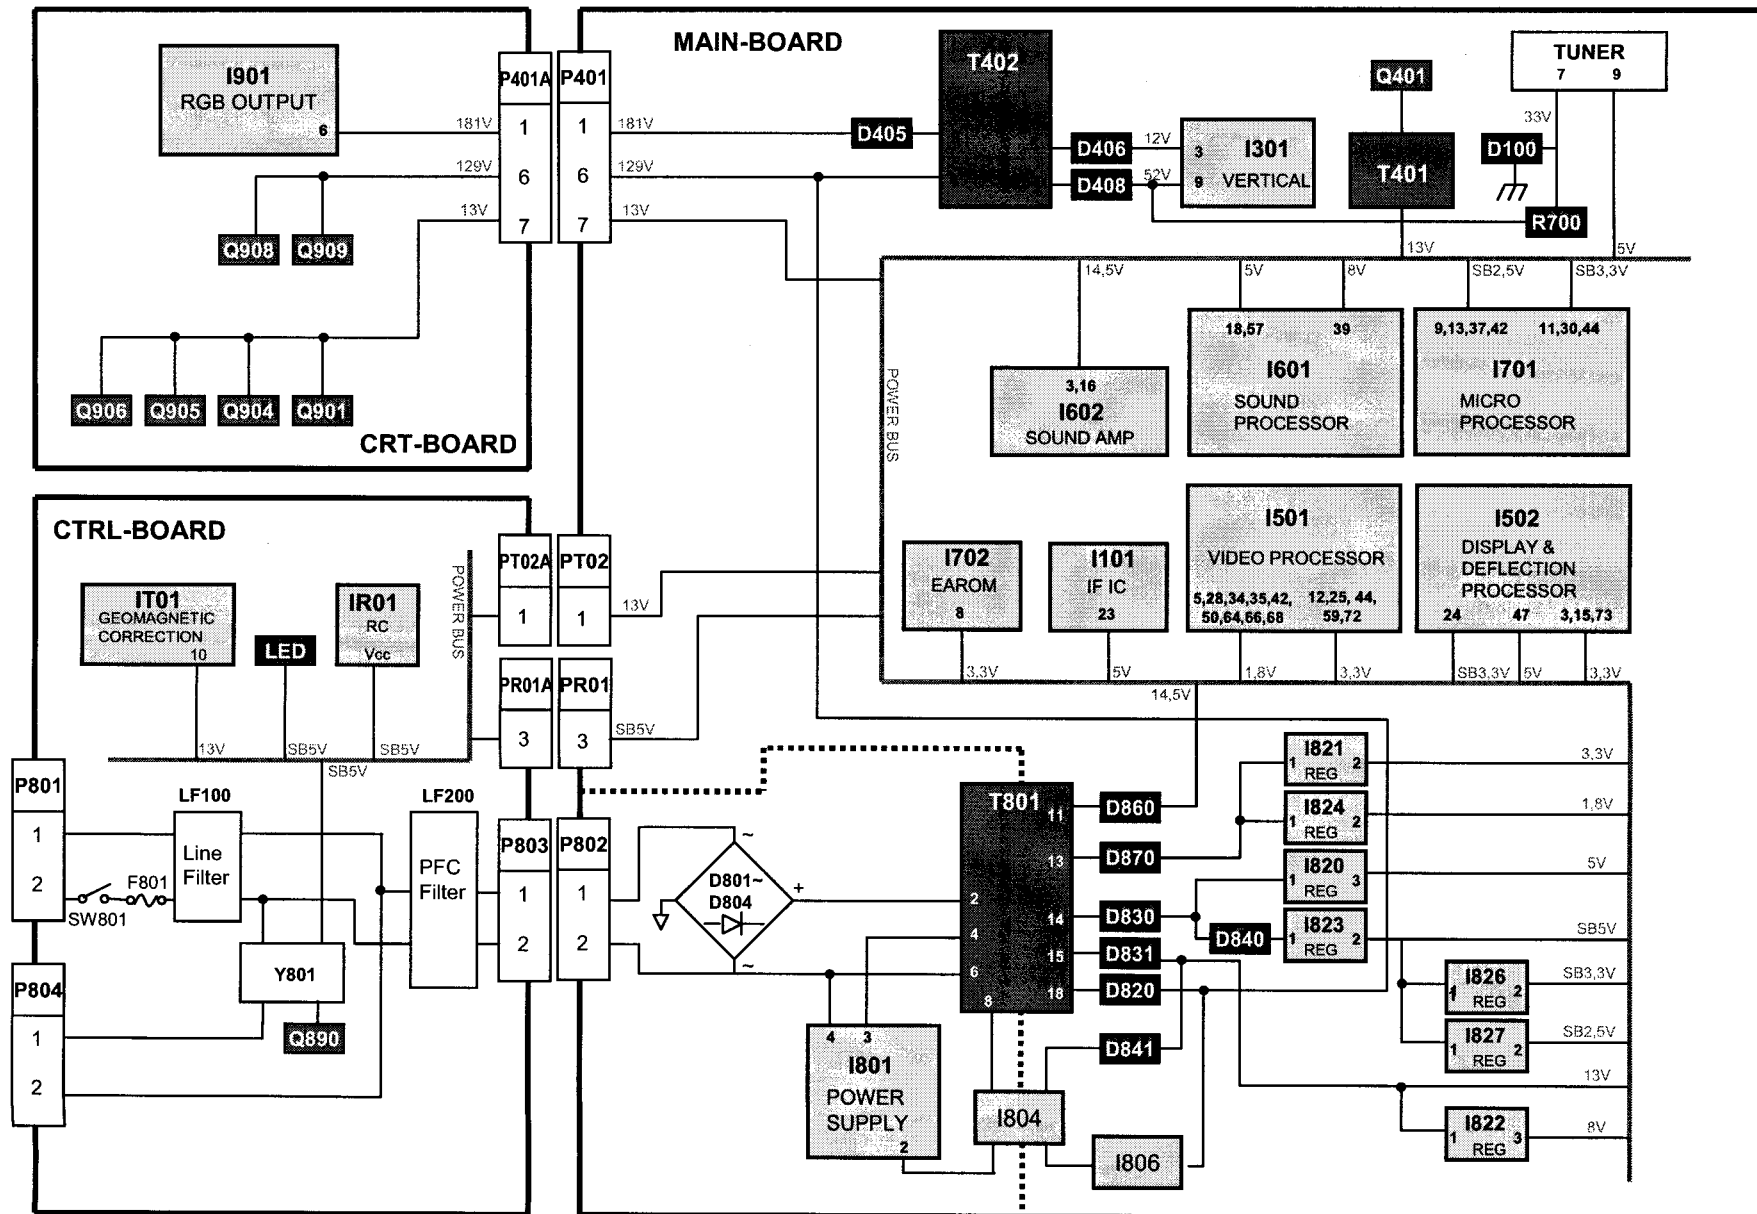 MAIN-BOARD
I901
RGB OUTPUT
6
P401A
1
6
7
P401
1
6
7
181V
129V
13V
181V
129V
13V
Q908
Q909
Q906
Q905
Q904
Q901
CRT-BOARD
T402
D405
D406
D408
12V
52V
I301
3
9 VERTICAL
Q401
T401
13V
TUNER
7 9
33V
D100
R700
5V
14,5V
5V
8V
SB2,5V
SB3,3V
POWER BUS
3,16
I602
SOUND AMP
18,57 39
I601
SOUND
PROCESSOR
9,13,37,42 11,30,44
I701
MICRO
PROCESSOR
I702
EAROM
8
I101
IF IC
23
I501
VIDEO PROCESSOR
5,28,34,35,42, 12,25, 44,
50,64,66,68 59,72
I502
DISPLAY &
DEFLECTION
PROCESSOR
24 47 3,15,73
3,3V
5V
1,8V
3,3V
SB3,3V
5V
3,3V
14,5V
CTRL-BOARD
IT01
GEOMAGNETIC
CORRECTION
10
LED
IR01
RC
Vcc
POWER BUS
PT02A
1
PT02
1
13V
PR01A
3
PR01
3
SB5V
13V
SB5V
SB5V
SB5V
P801
1
2
SW801
F801
LF100
Line
Filter
LF200
PFC
Filter
P803
1
2
P802
1
2
Y801
Q890
P804
1
2
~
D801~
D804
+
~
T801
2
4
6
8
11
13
14
15
18
D860
D870
D830
D831
D820
D841
D840
I801
4 3
POWER
SUPPLY
2
I804
I806
I821
1 2
REG
3,3V
I824
1 2
REG
1,8V
I820
1 3
REG
5V
I823
1 2
REG
SB5V
I826
1 2
REG
SB3,3V
I827
1 2
REG
SB2,5V
13V
I822
1 3
REG
8V